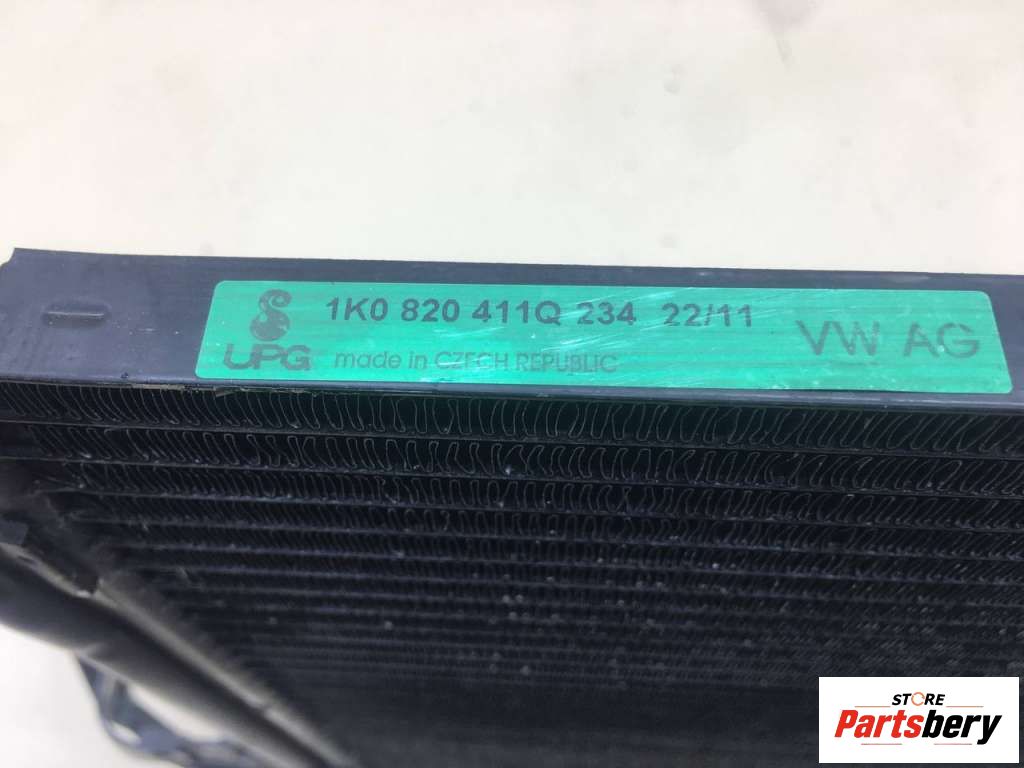 1K0 820 411Q 234 22/11
UPG made in CZECH REPUBLIC
VW AG
STORE
Partsbery